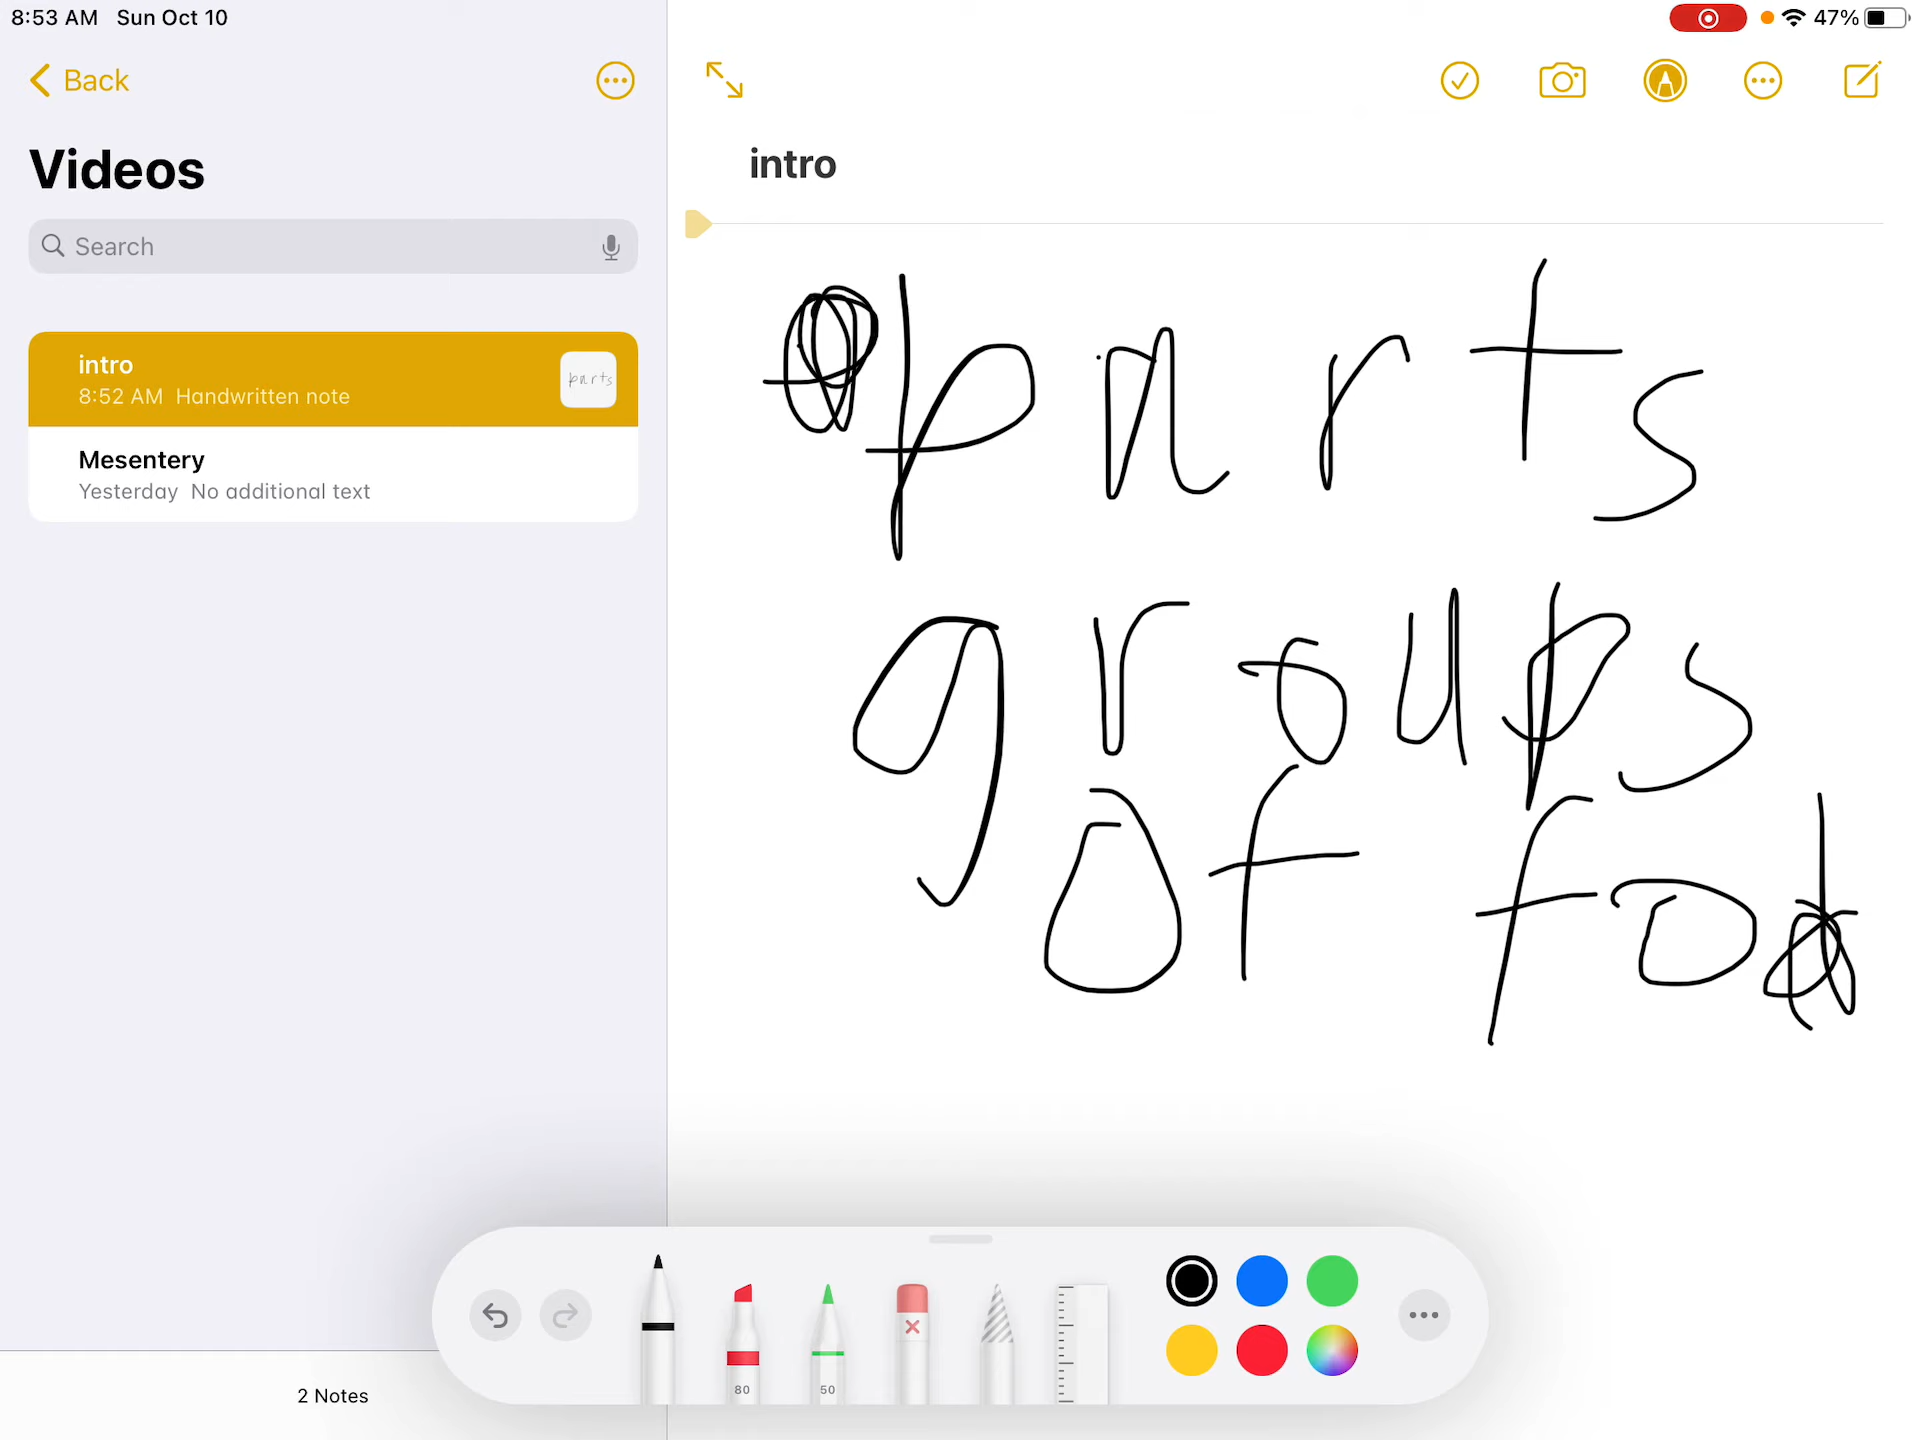 8:53 AM Sun Oct 10
47%
Back
Videos
Search
intro
8:52 AM Handwritten note
parts
Mesentery
Yesterday No additional text
2 Notes
intro
parts
groups
of fod
80
50